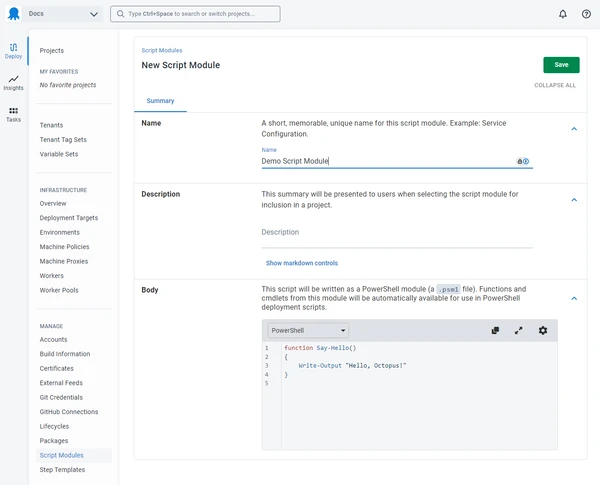 Docs
Type Ctrl+Space to search or switch projects...
Deploy
Insights
Tasks
Projects
MY FAVORITES
No favorite projects
Tenants
Tenant Tag Sets
Variable Sets
INFRASTRUCTURE
Overview
Deployment Targets
Environments
Machine Policies
Machine Proxies
Workers
Worker Pools
MANAGE
Accounts
Build Information
Certificates
External Feeds
Git Credentials
GitHub Connections
Lifecycles
Packages
Script Modules
Step Templates
Script Modules
New Script Module
Save
COLLAPSE ALL
Summary
Name
A short, memorable, unique name for this script module. Example: Service
Configuration.
Name
Demo Script Module
Description
This summary will be presented to users when selecting the script module for
inclusion in a project.
Description
Show markdown controls
Body
This script will be written as a PowerShell module (a .psm1 file). Functions and
cmdlets from this module will be automatically available for use in PowerShell
deployment scripts.
PowerShell
1 function Say-Hello()
2 {
3 Write-Output "Hello, Octopus!"
4 }
5